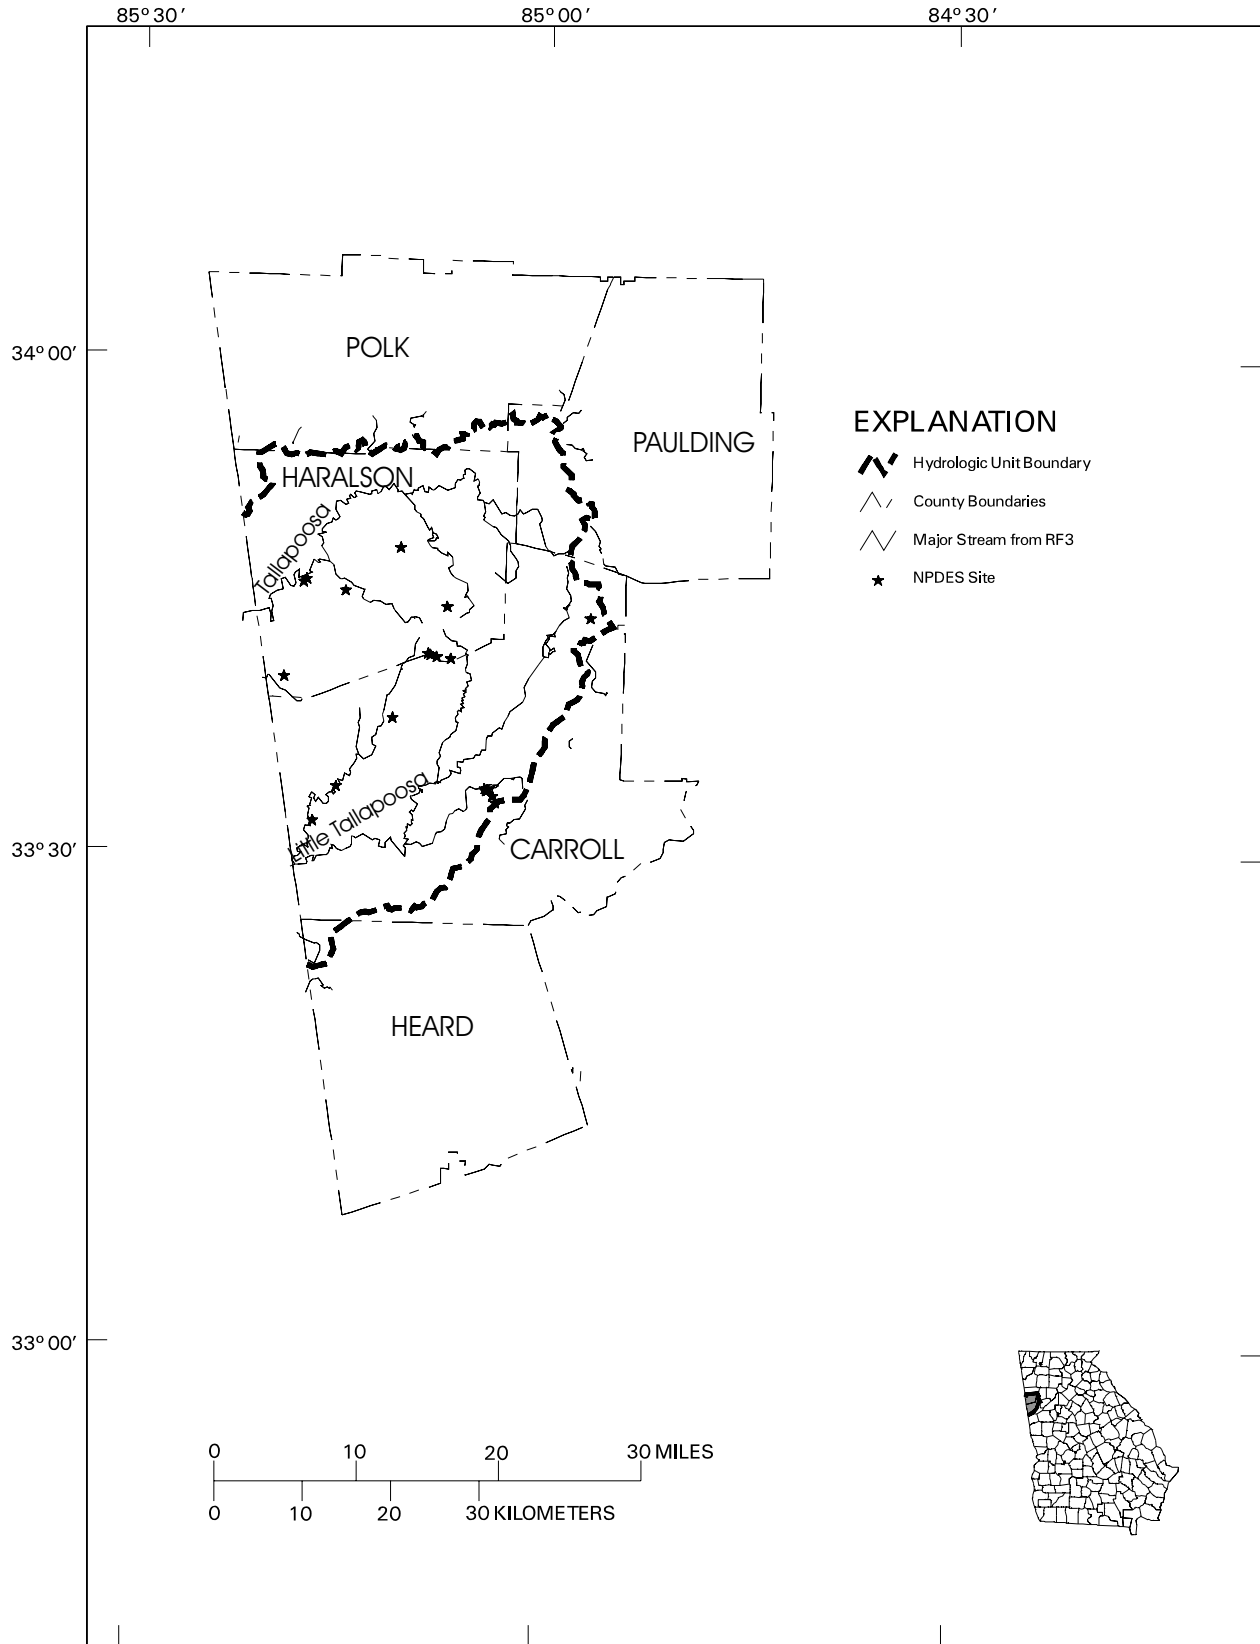 85° 30′ 85° 00′ 84° 30′
34° 00′
POLK
EXPLANATION
PAULDING
Hydrologic Unit Boundary
HARALSON
County Boundaries
Tallapoosa
Major Stream from RF3
NPDES Site
Little Tallapoosa
33° 30′
CARROLL
HEARD
33° 00′
0 10 20 30 MILES
0 10 20 30 KILOMETERS